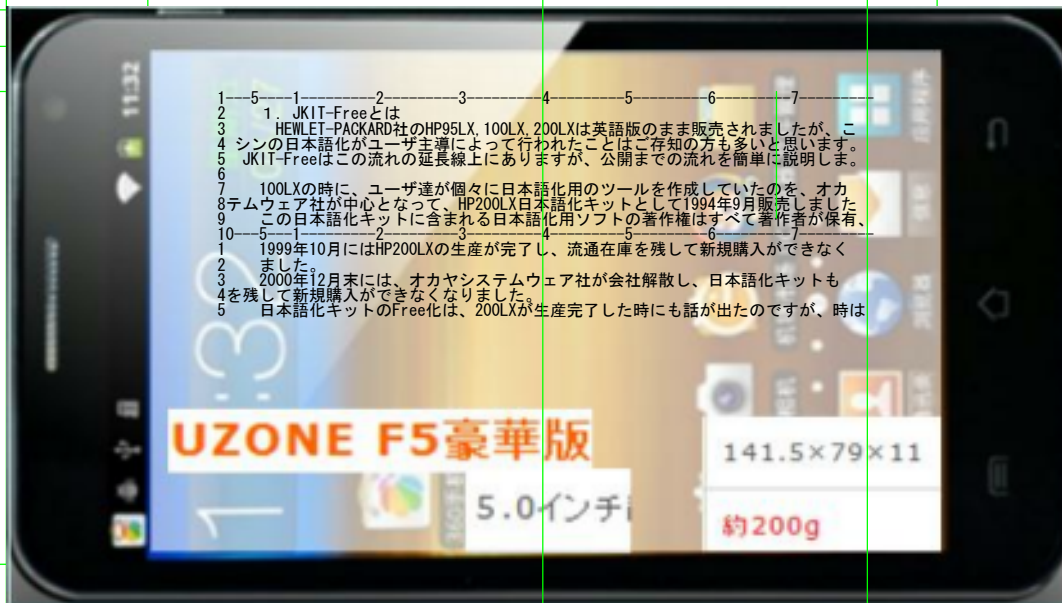 11:32
1---5----1---------2---------3---------4---------5---------6---------7---------
2    1. JKIT-Freeとは
3      HEWLET-PACKARD社のHP95LX,100LX,200LXは英語版のまま販売されましたが、こ
4 シンの日本語化がユーザ主導によって行われたことはご存知の方も多いと思います。
5  JKIT-Freeはこの流れの延長線上にありますが、公開までの流れを簡単に説明しま。
6
7    100LXの時に、ユーザ達が個々に日本語化用のツールを作成していたのを、オカ
8テムウェア社が中心となって、HP200LX日本語化キットとして1994年9月販売しました
9    この日本語化キットに含まれる日本語化用ソフトの著作権はすべて著作者が保有、
10---5---1---------2---------3---------4---------5---------6---------7---------
1    1999年10月にはHP200LXの生産が完了し、流通在庫を残して新規購入ができなく
2    ました。
3    2000年12月末には、オカヤシステムウェア社が会社解散し、日本語化キットも
4を残して新規購入ができなくなりました。
5    日本語化キットのFree化は、200LXが生産完了した時にも話が出たのですが、時は
UZONE F5豪華版
141.5×79×11
5.0インチ
約200g